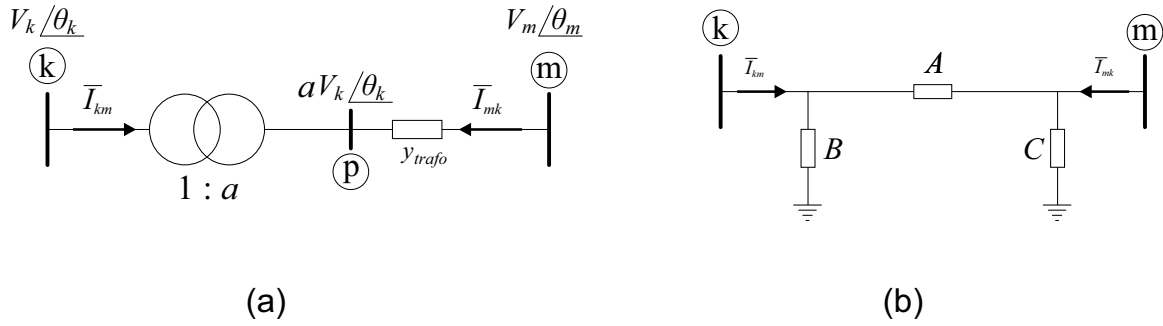 V_k/θ_k
V_m/θ_m
k
m
aV_k/θ_k
I_km
I_mk
y_trafo
p
1 : a
(a)
k
m
A
I_km
I_mk
B
C
(b)